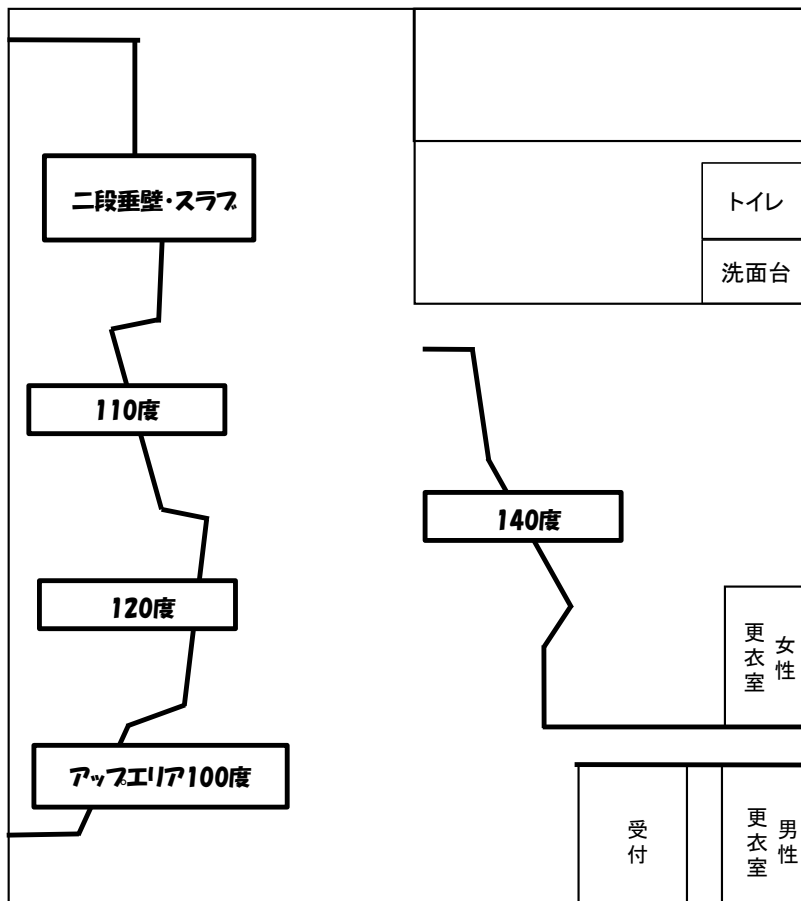 二段垂壁・スラブ
トイレ
洗面台
110度
140度
120度
女性
更衣室
アップエリア100度
受付
男性
更衣室